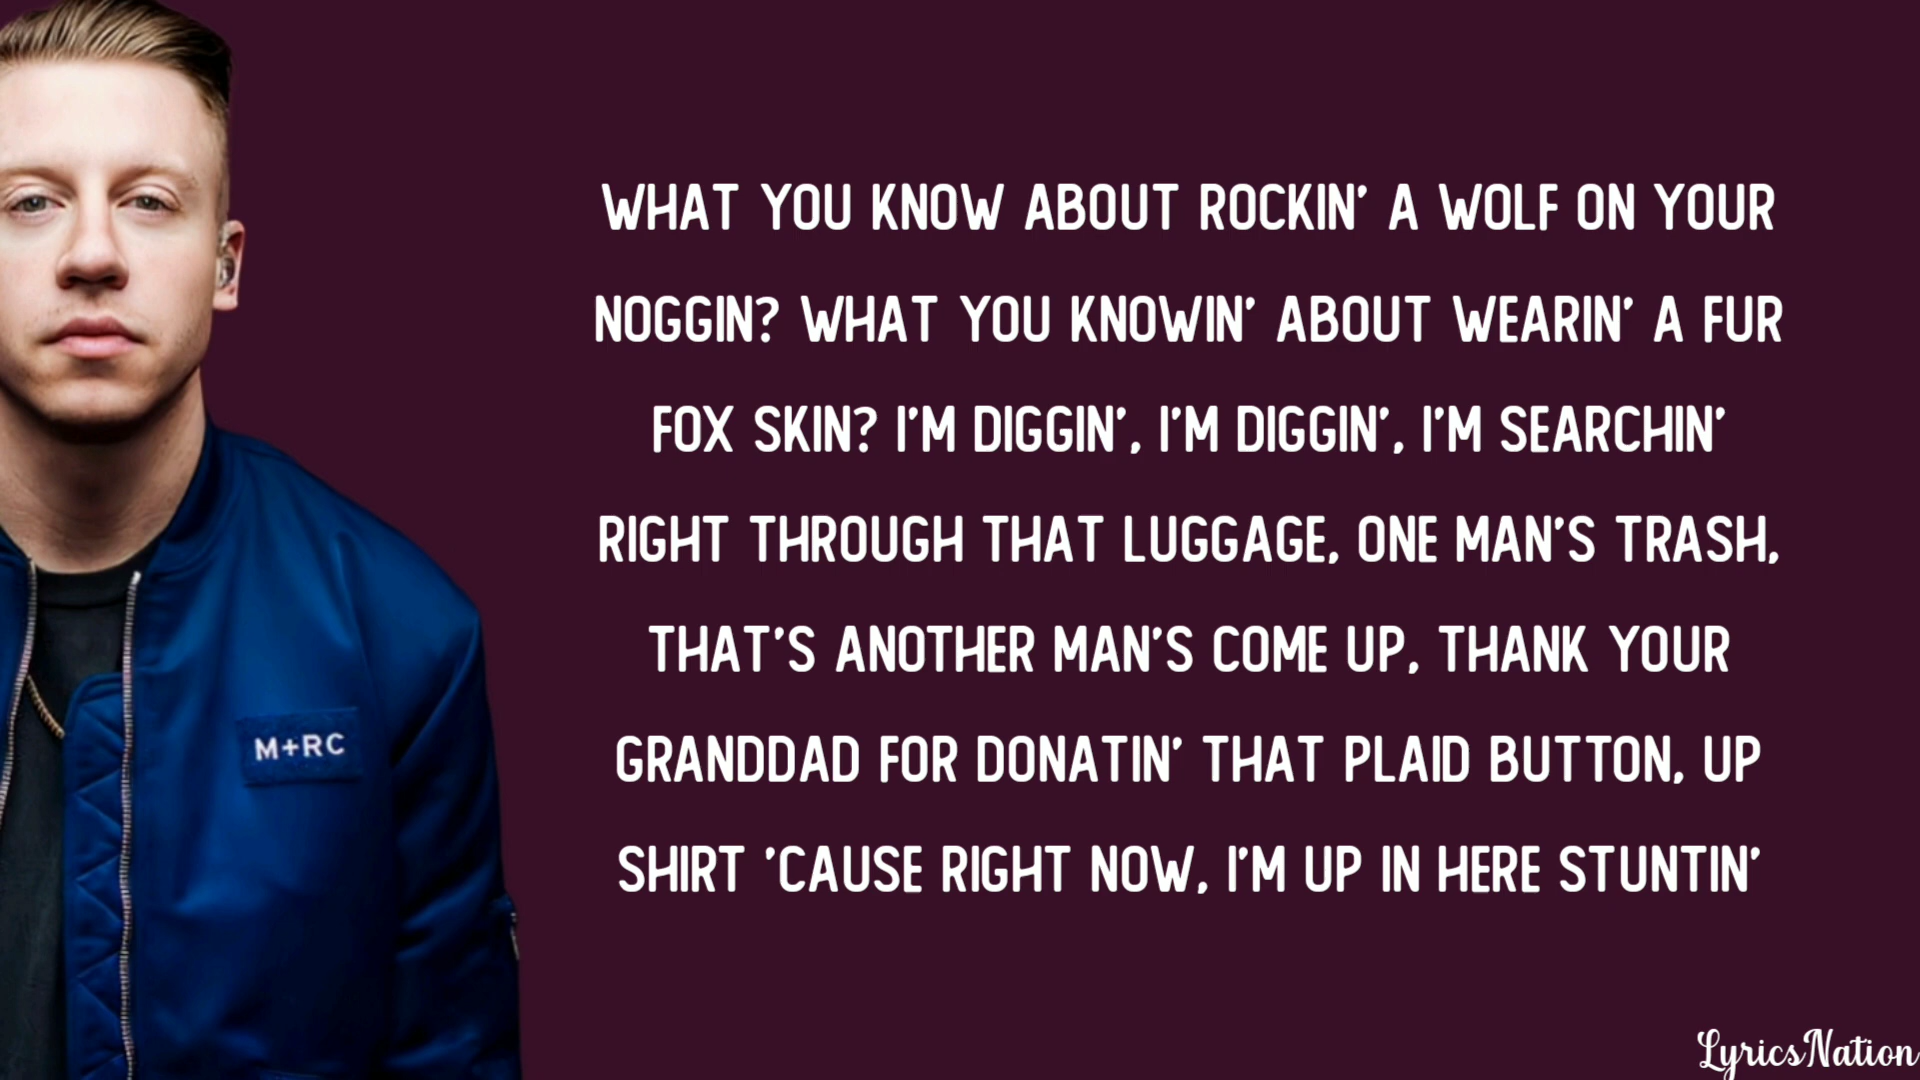 WHAT YOU KNOW ABOUT ROCKIN' A WOLF ON YOUR
NOGGIN? WHAT YOU KNOWIN' ABOUT WEARIN' A FUR
FOX SKIN? I'M DIGGIN', I'M DIGGIN', I'M SEARCHIN'
RIGHT THROUGH THAT LUGGAGE, ONE MAN'S TRASH,
THAT'S ANOTHER MAN'S COME UP, THANK YOUR
GRANDDAD FOR DONATIN' THAT PLAID BUTTON, UP
SHIRT 'CAUSE RIGHT NOW, I'M UP IN HERE STUNTIN'
M+RC
LyricsNation